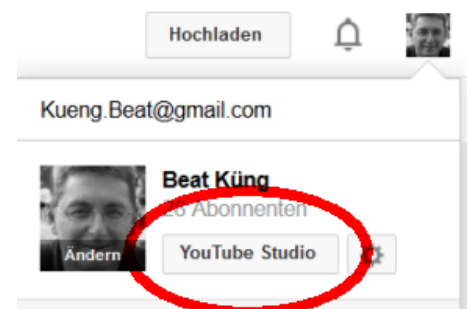 Hochladen
Kueng.Beat@gmail.com
Beat Küng
26 Abonnenten
Ändern
YouTube Studio